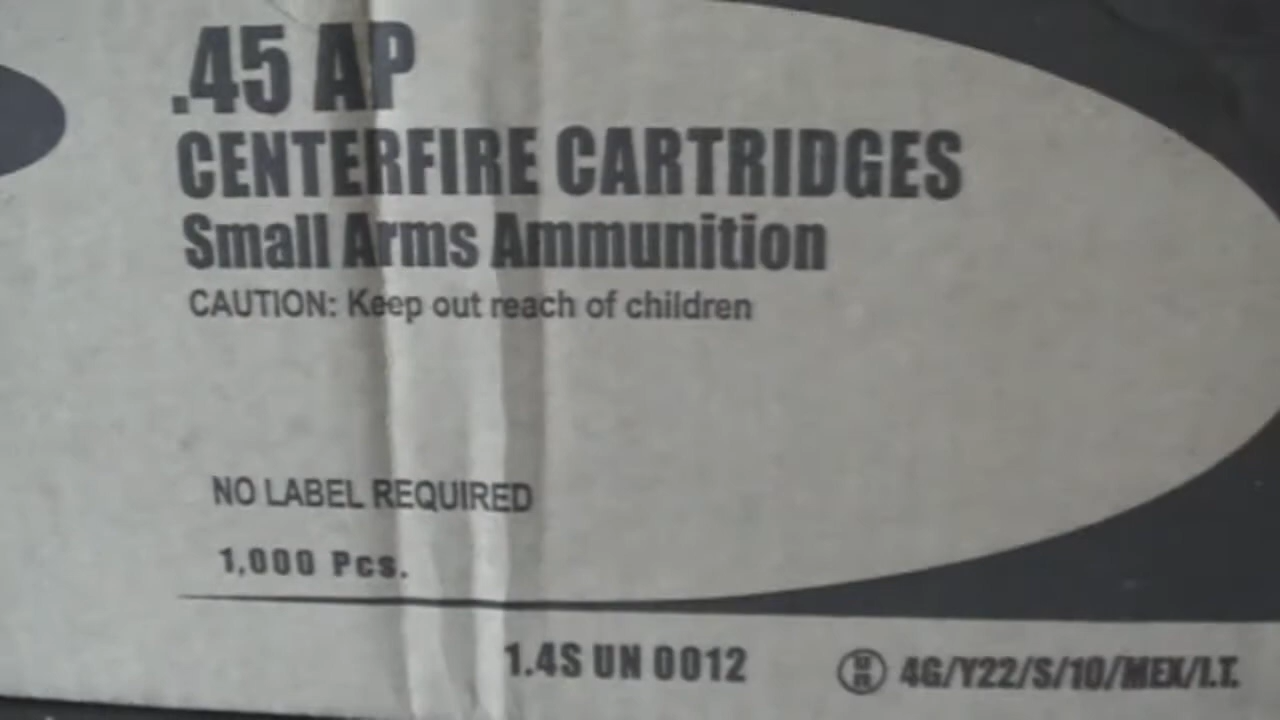 .45 AP
CENTERFIRE CARTRIDGES
Small Arms Ammunition
CAUTION: Keep out reach of children
NO LABEL REQUIRED
1,000 Pcs.
1.4S UN 0012
UN 4G/Y22/S/10/MEX/I.T.